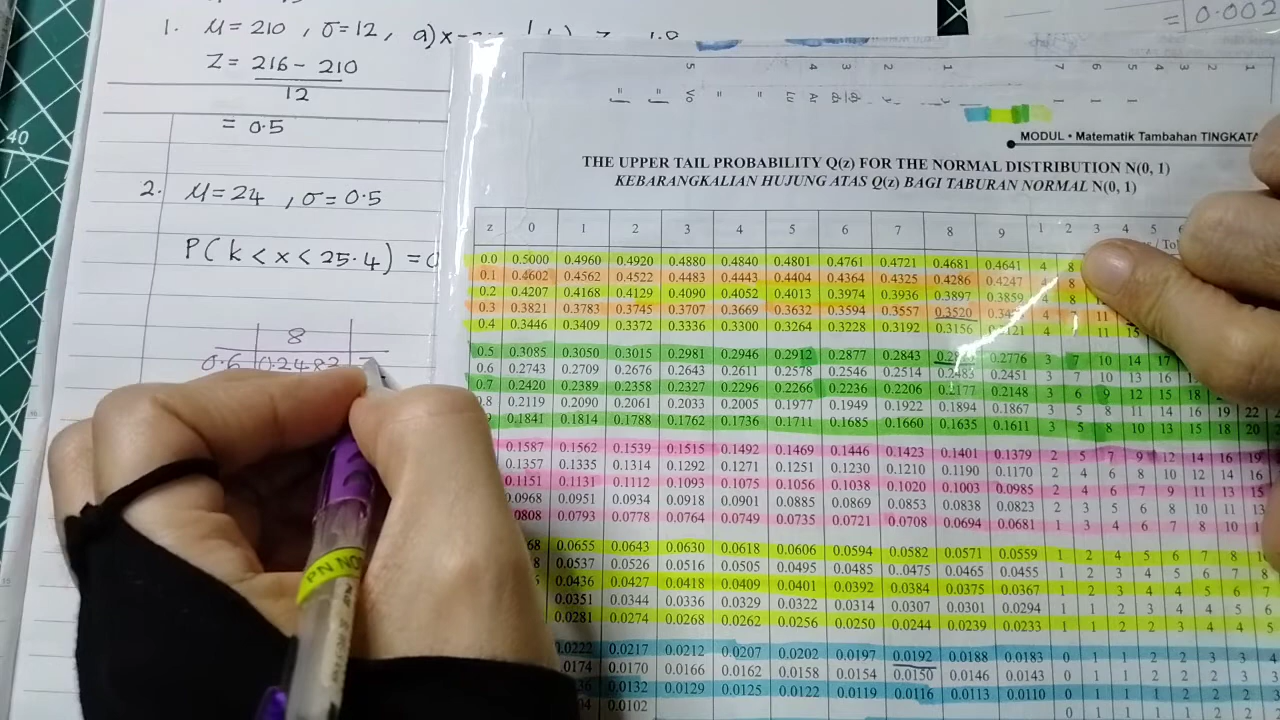 = 0.002
1. μ = 210 , σ = 12 , a) x
Z = 216 - 210
12
= 0.5
2. μ = 24 , σ = 0.5
P( k < x < 25.4 ) = 0
8
0.6 0.2483
MODUL • Matematik Tambahan TINGKATA
THE UPPER TAIL PROBABILITY Q(z) FOR THE NORMAL DISTRIBUTION N(0, 1)
KEBARANGKALIAN HUJUNG ATAS Q(z) BAGI TABURAN NORMAL N(0, 1)
z 0 1 2 3 4 5 6 7 8 9 1 2 3 4 5
0.0 0.5000 0.4960 0.4920 0.4880 0.4840 0.4801 0.4761 0.4721 0.4681 0.4641 4 8
0.1 0.4602 0.4562 0.4522 0.4483 0.4443 0.4404 0.4364 0.4325 0.4286 0.4247 4 8
0.2 0.4207 0.4168 0.4129 0.4090 0.4052 0.4013 0.3974 0.3936 0.3897 0.3859 4 8
0.3 0.3821 0.3783 0.3745 0.3707 0.3669 0.3632 0.3594 0.3557 0.3520 4 7 11
0.4 0.3446 0.3409 0.3372 0.3336 0.3300 0.3264 0.3228 0.3192 0.3156 4 7 11 15
0.5 0.3085 0.3050 0.3015 0.2981 0.2946 0.2912 0.2877 0.2843 0.2776 3 7 10 14 17
0.6 0.2743 0.2709 0.2676 0.2643 0.2611 0.2578 0.2546 0.2514 0.2483 0.2451 3 7 10 13 16
0.7 0.2420 0.2389 0.2358 0.2327 0.2296 0.2266 0.2236 0.2206 0.2177 0.2148 3 6 9 12 15 18
.8 0.2119 0.2090 0.2061 0.2033 0.2005 0.1977 0.1949 0.1922 0.1894 0.1867 3 5 8 11 14 16 19 22
0.1841 0.1814 0.1788 0.1762 0.1736 0.1711 0.1685 0.1660 0.1635 0.1611 3 5 8 10 13 15 18 20
0.1587 0.1562 0.1539 0.1515 0.1492 0.1469 0.1446 0.1423 0.1401 0.1379 2 5 7 9 12 14 16 19
0.1357 0.1335 0.1314 0.1292 0.1271 0.1251 0.1230 0.1210 0.1190 0.1170 2 4 6 8 10 12 14 16
0.1151 0.1131 0.1112 0.1093 0.1075 0.1056 0.1038 0.1020 0.1003 0.0985 2 4 6 7 9 11 13 15
0.0968 0.0951 0.0934 0.0918 0.0901 0.0885 0.0869 0.0853 0.0838 0.0823 2 3 5 6 8 10 11 13
0808 0.0793 0.0778 0.0764 0.0749 0.0735 0.0721 0.0708 0.0694 0.0681 1 3 4 6 7 8 10
68 0.0655 0.0643 0.0630 0.0618 0.0606 0.0594 0.0582 0.0571 0.0559 1 2 4 5 6 7 8
8 0.0537 0.0526 0.0516 0.0505 0.0495 0.0485 0..0475 0.0465 0.0455 1 2 3 4 5 6 7 8
0.0436 0.0427 0.0418 0.0409 0.0401 0.0392 0.0384 0.0375 0.0367 1 2 3 4 4 5 6 7
0.0351 0.0344 0.0336 0.0329 0.0322 0.0314 0.0307 0.0301 0.0294 1 1 2 3 4 4 5 6
0.0281 0.0274 0.0268 0.0262 0.0256 0.0250 0.0244 0.0239 0.0233 1 1 2 2 3 4 4 5
0.0222 0.0217 0.0212 0.0207 0.0202 0.0197 0.0192 0.0188 0.0183 0 1 1 2 2 3 3 4
.0174 0.0170 0.0166 0.0162 0.0158 0.0154 0.0150 0.0146 0.0143 0 1 1 2 2 2 3 3
36 0.0132 0.0129 0.0125 0.0122 0.0119 0.0116 0.0113 0.0110 0 1 1 1 2 2 2 3
04 0.0102 0 1 1 1 1 2 2